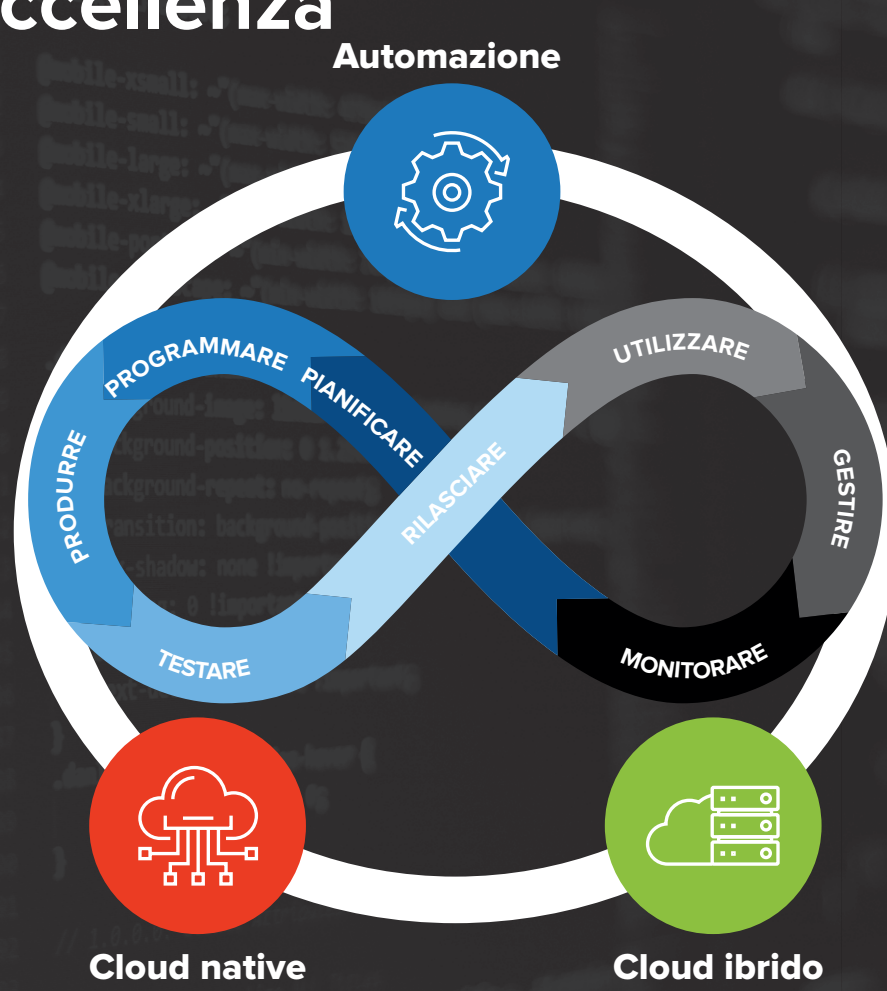 ccellenza
Automazione
PROGRAMMARE
PIANIFICARE
UTILIZZARE
PRODURRE
RILASCIARE
GESTIRE
TESTARE
MONITORARE
Cloud native
Cloud ibrido